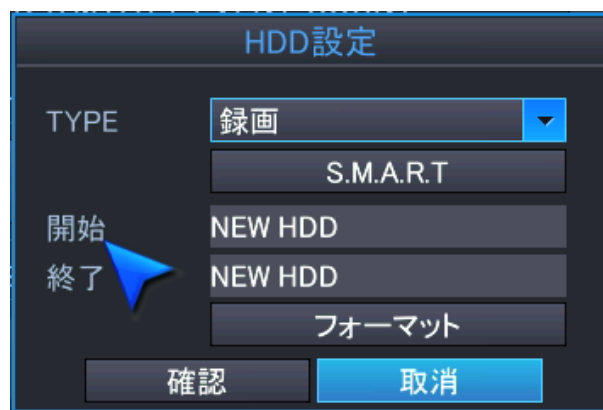 HDD設定
TYPE 録画
S.M.A.R.T
開始 NEW HDD
終了 NEW HDD
フォーマット
確認 取消